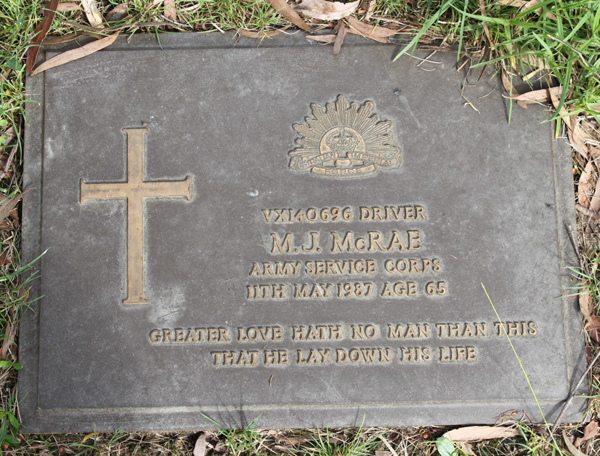 VX140696 DRIVER
M.J. McRAE
ARMY SERVICE CORPS
11TH MAY 1987 AGE 65
GREATER LOVE HATH NO MAN THAN THIS
THAT HE LAY DOWN HIS LIFE